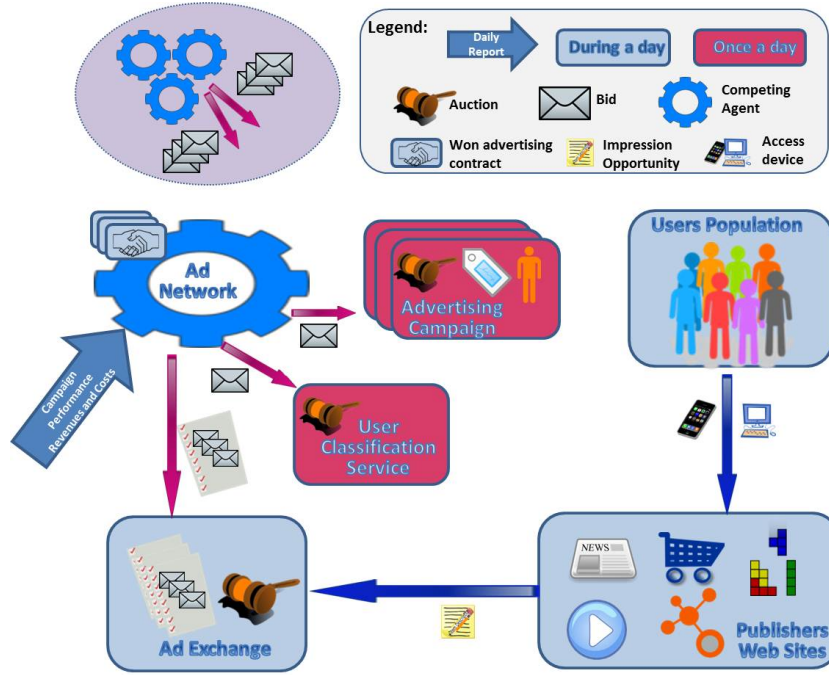 Legend:
Daily
Report
During a day
Once a day
Auction
Bid
Competing
Agent
Won advertising
contract
Impression
Opportunity
Access
device
Ad
Network
Advertising
Campaign
Users Population
Campaign
Performance
Revenues and Costs
User
Classification
Service
NEWS
Ad Exchange
Publishers
Web Sites